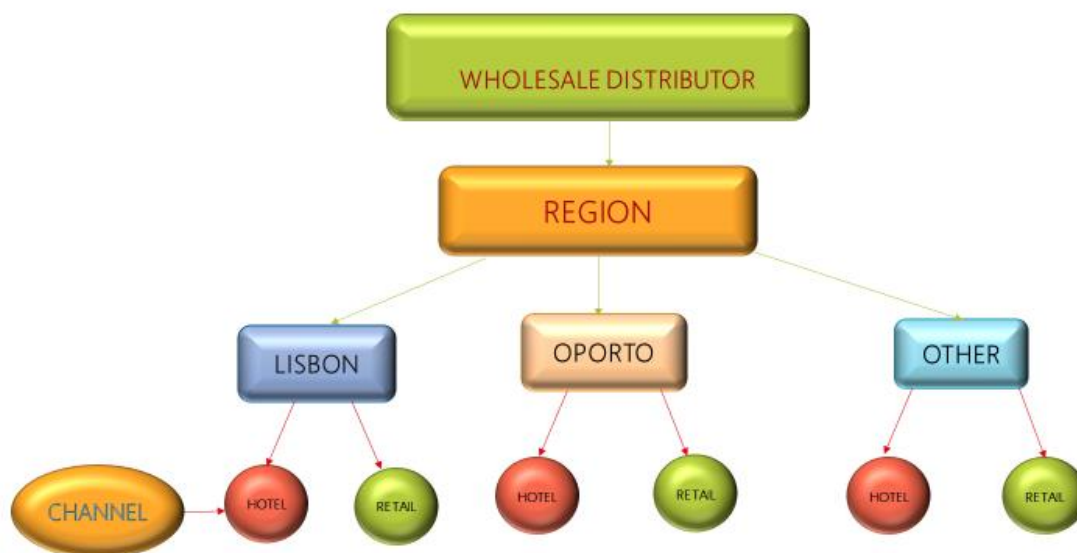 WHOLESALE DISTRIBUTOR
REGION
LISBON
OPORTO
OTHER
CHANNEL
HOTEL
RETAIL
HOTEL
RETAIL
HOTEL
RETAIL